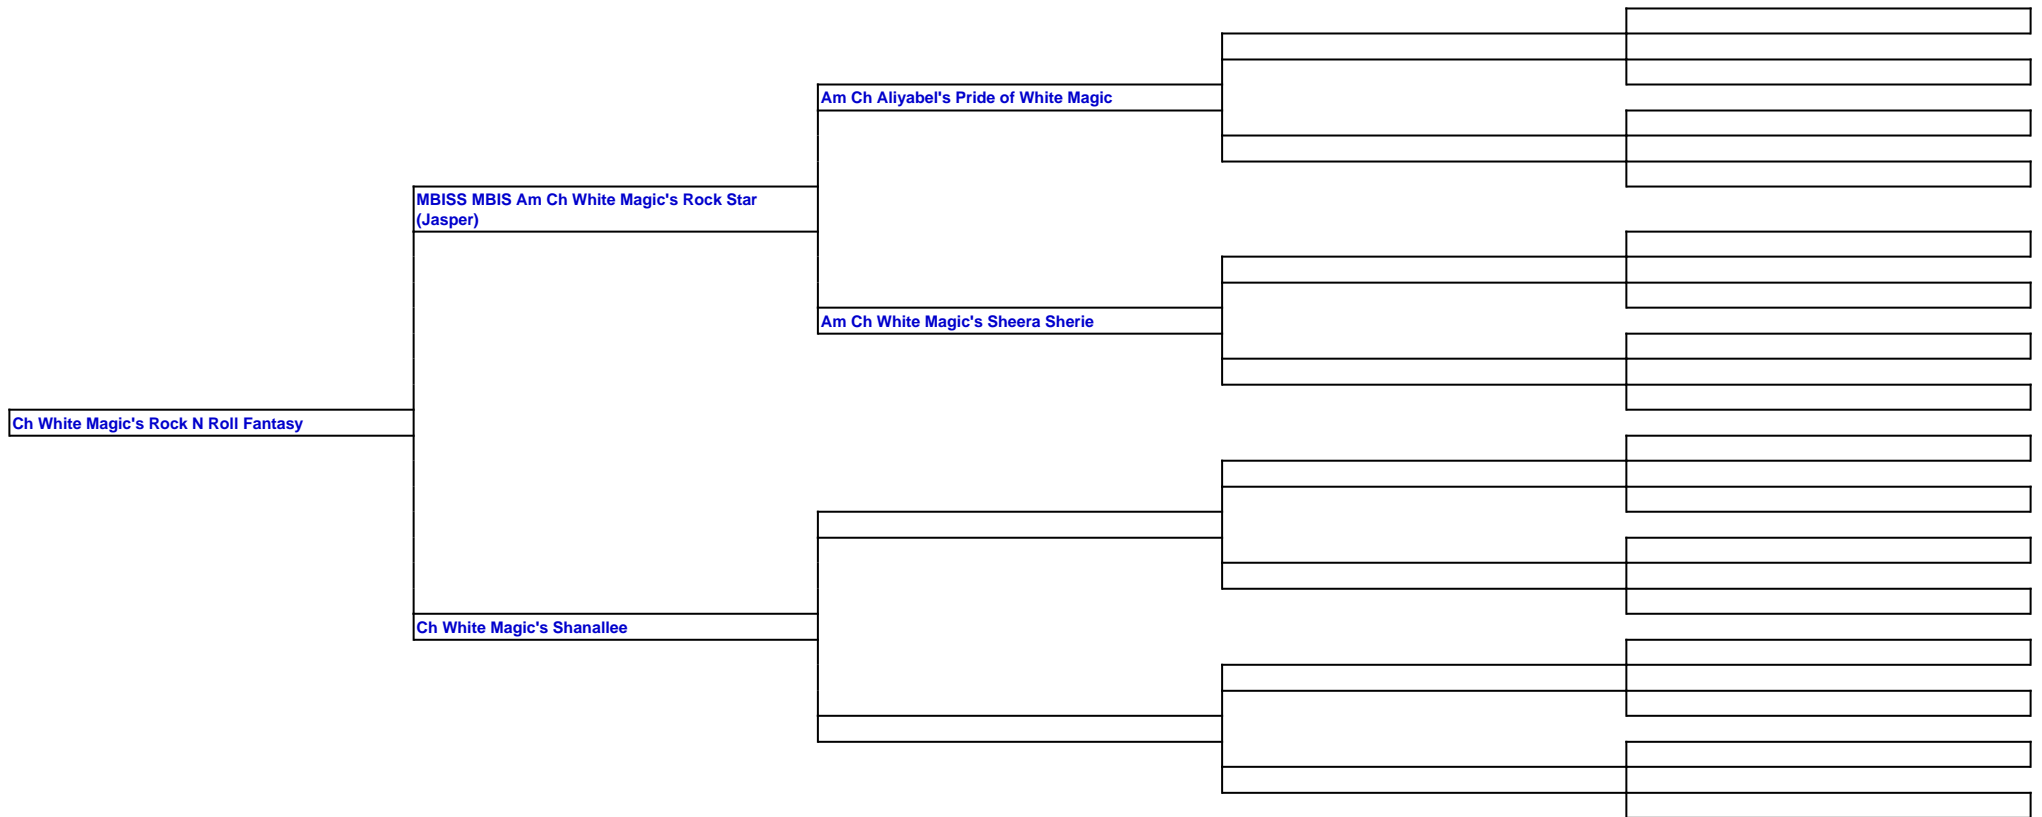 Am Ch Aliyabel's Pride of White Magic
MBISS MBIS Am Ch White Magic's Rock Star
(Jasper)
Am Ch White Magic's Sheera Sherie
Ch White Magic's Rock N Roll Fantasy
Ch White Magic's Shanallee